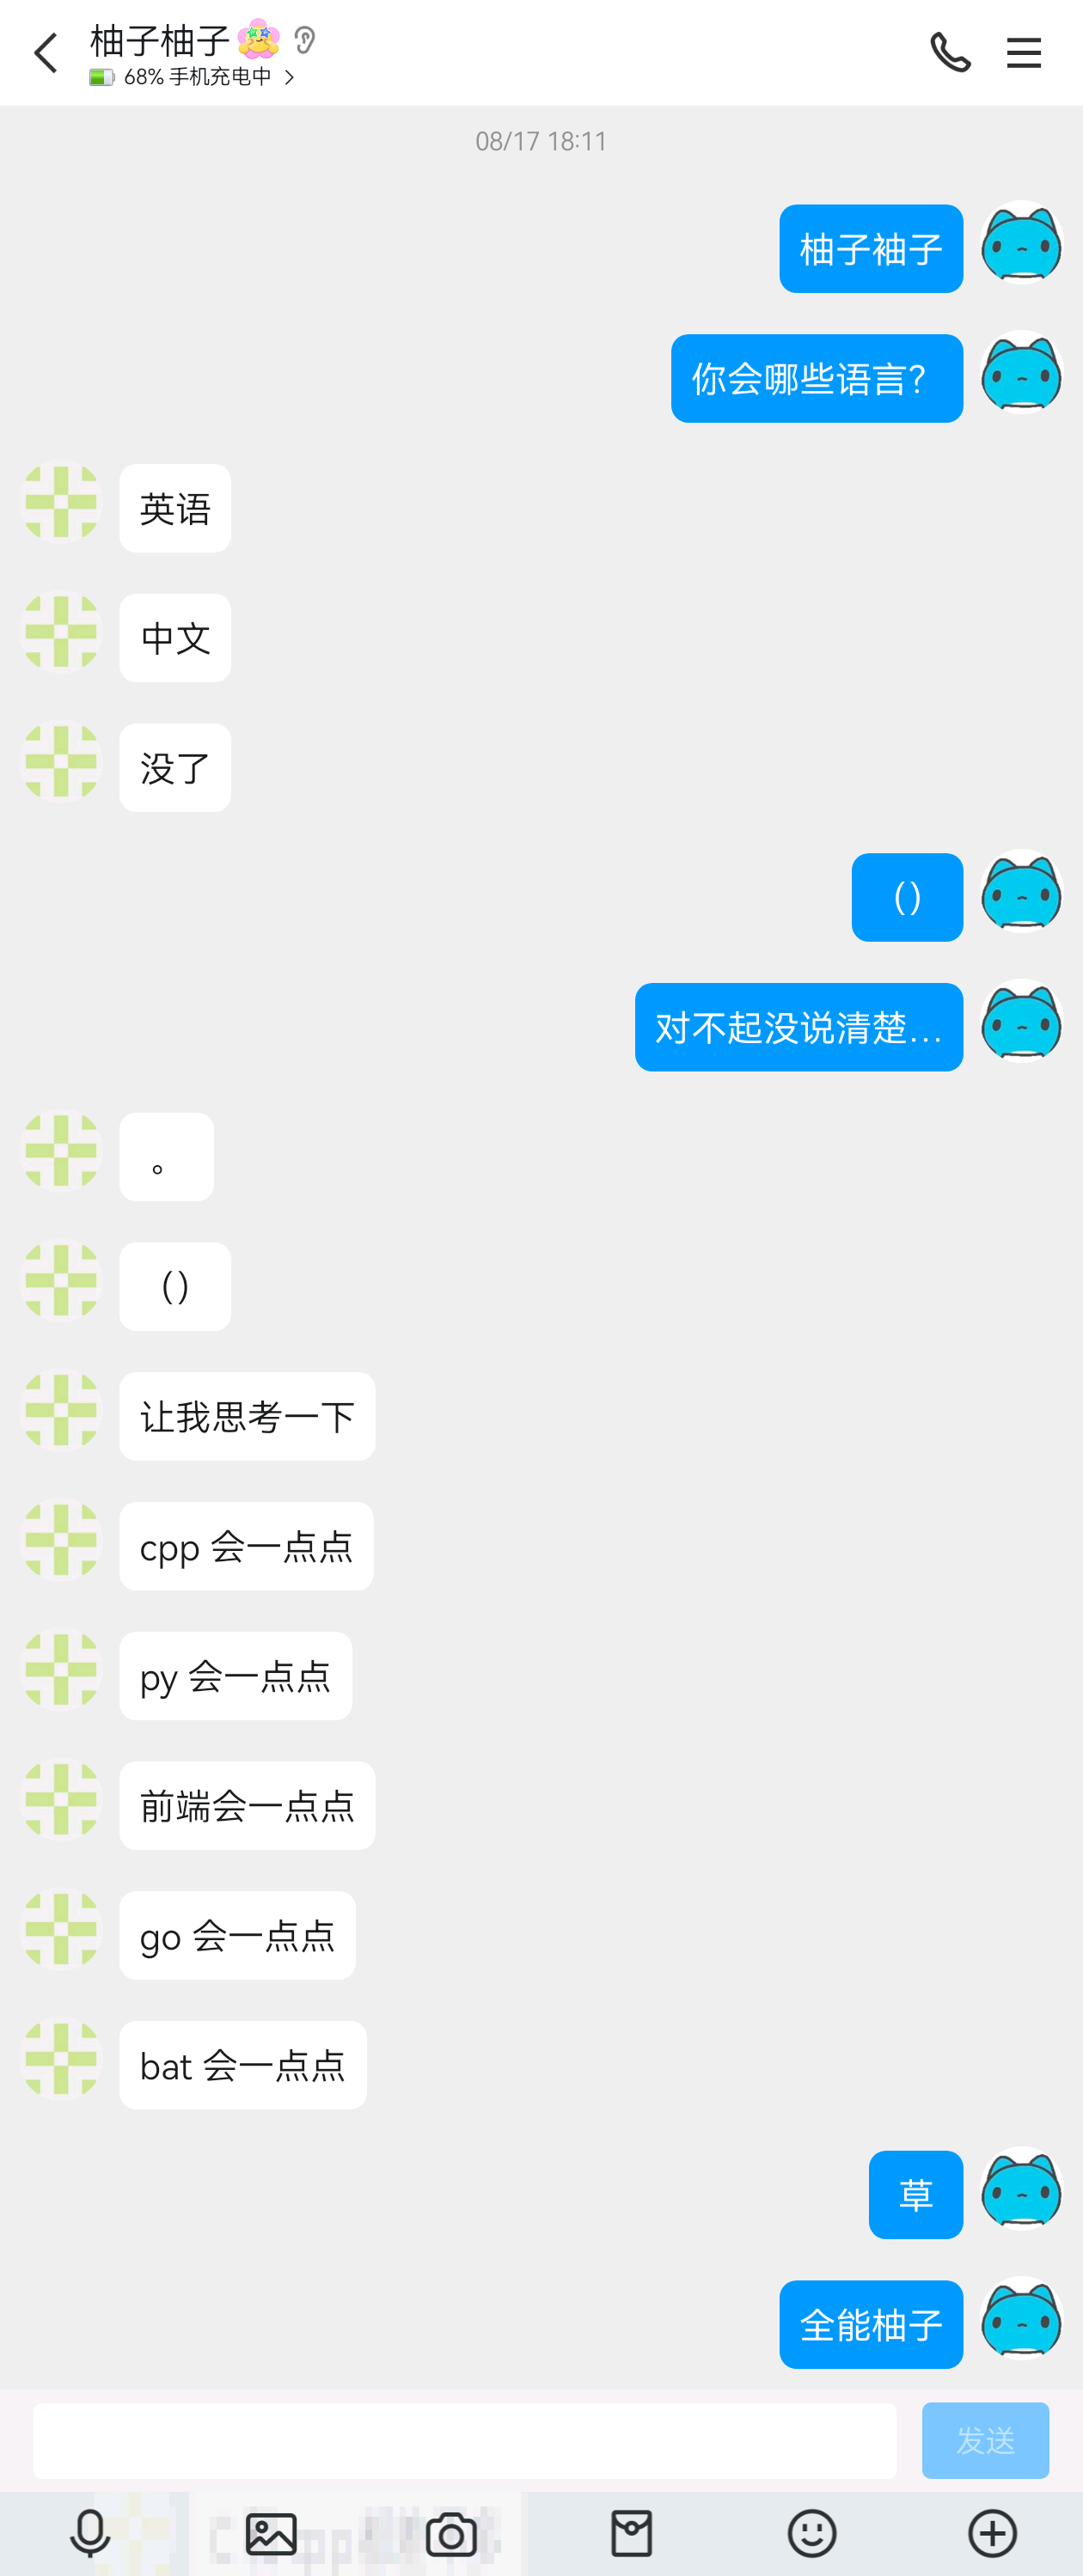 柚子柚子
68% 手机充电中
08/17 18:11
柚子袖子
你会哪些语言？
英语
中文
没了
（）
对不起没说清楚…
。
（）
让我思考一下
cpp 会一点点
py 会一点点
前端会一点点
go 会一点点
bat 会一点点
草
全能柚子
发送